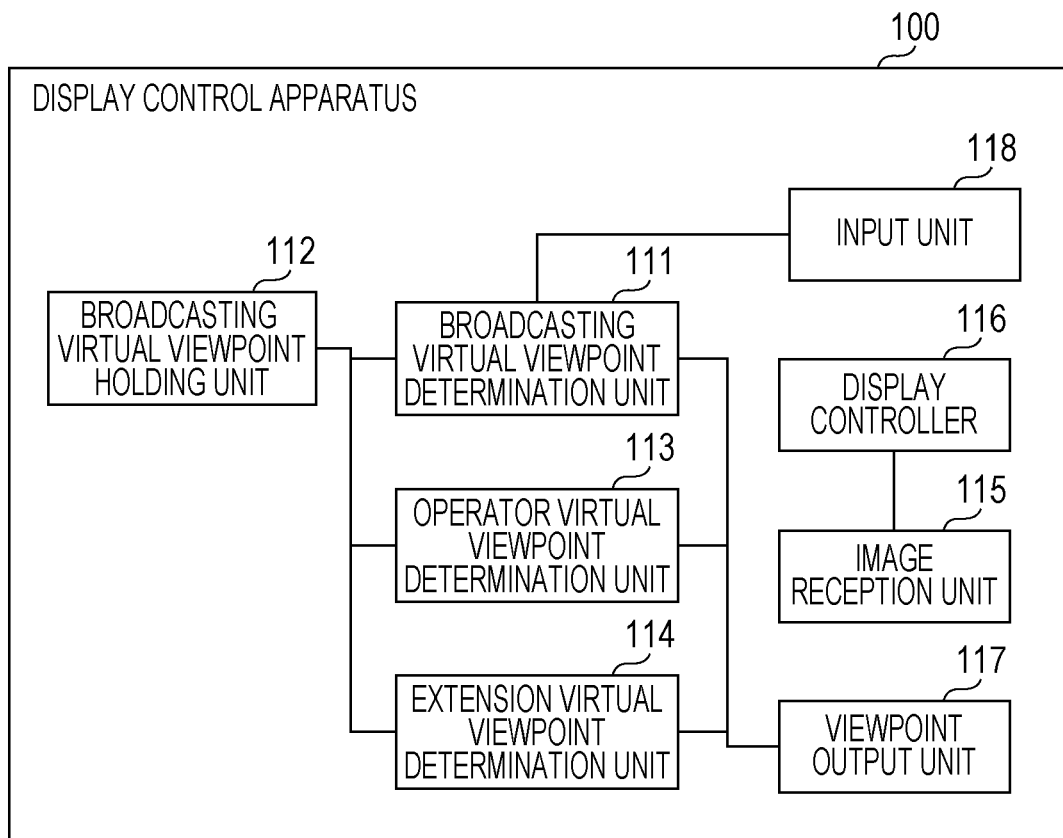 100
DISPLAY CONTROL APPARATUS
118
INPUT UNIT
112
BROADCASTING
VIRTUAL VIEWPOINT
HOLDING UNIT
111
BROADCASTING
VIRTUAL VIEWPOINT
DETERMINATION UNIT
116
DISPLAY
CONTROLLER
113
OPERATOR VIRTUAL
VIEWPOINT
DETERMINATION UNIT
115
IMAGE
RECEPTION UNIT
114
EXTENSION VIRTUAL
VIEWPOINT
DETERMINATION UNIT
117
VIEWPOINT
OUTPUT UNIT